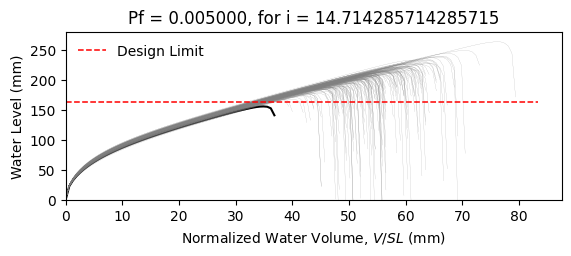 Pf = 0.005000, for i = 14.714285714285715
Water Level (mm)
250
200
150
100
50
0
Design Limit
0 10 20 30 40 50 60 70 80
Normalized Water Volume, V/SL (mm)